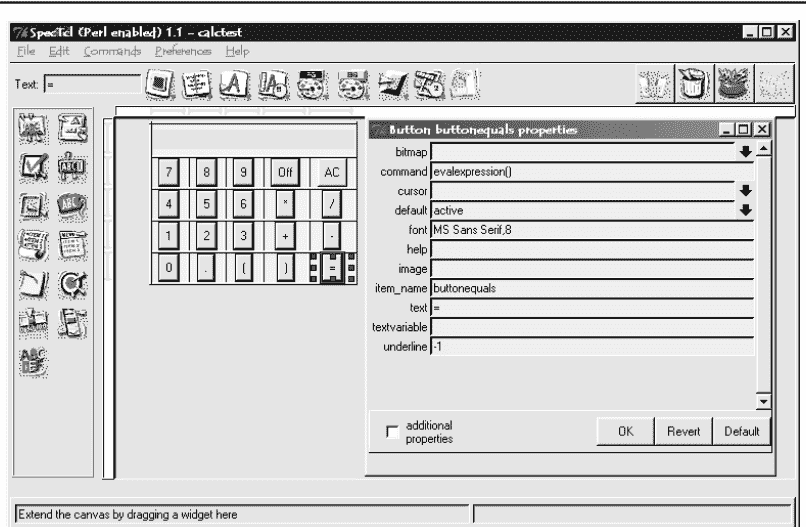 SpecTcl (Perl enabled) 1.1 - calctest
File Edit Commands Preferences Help
Text: =
Button buttonequals properties
bitmap
command evalexpression()
cursor
default active
font MS Sans Serif,8
help
image
item_name buttonequals
text =
textvariable
underline -1
7 8 9 Off AC
4 5 6 * /
1 2 3 + -
0 . ( ) =
additional
properties
OK Revert Default
Extend the canvas by dragging a widget here